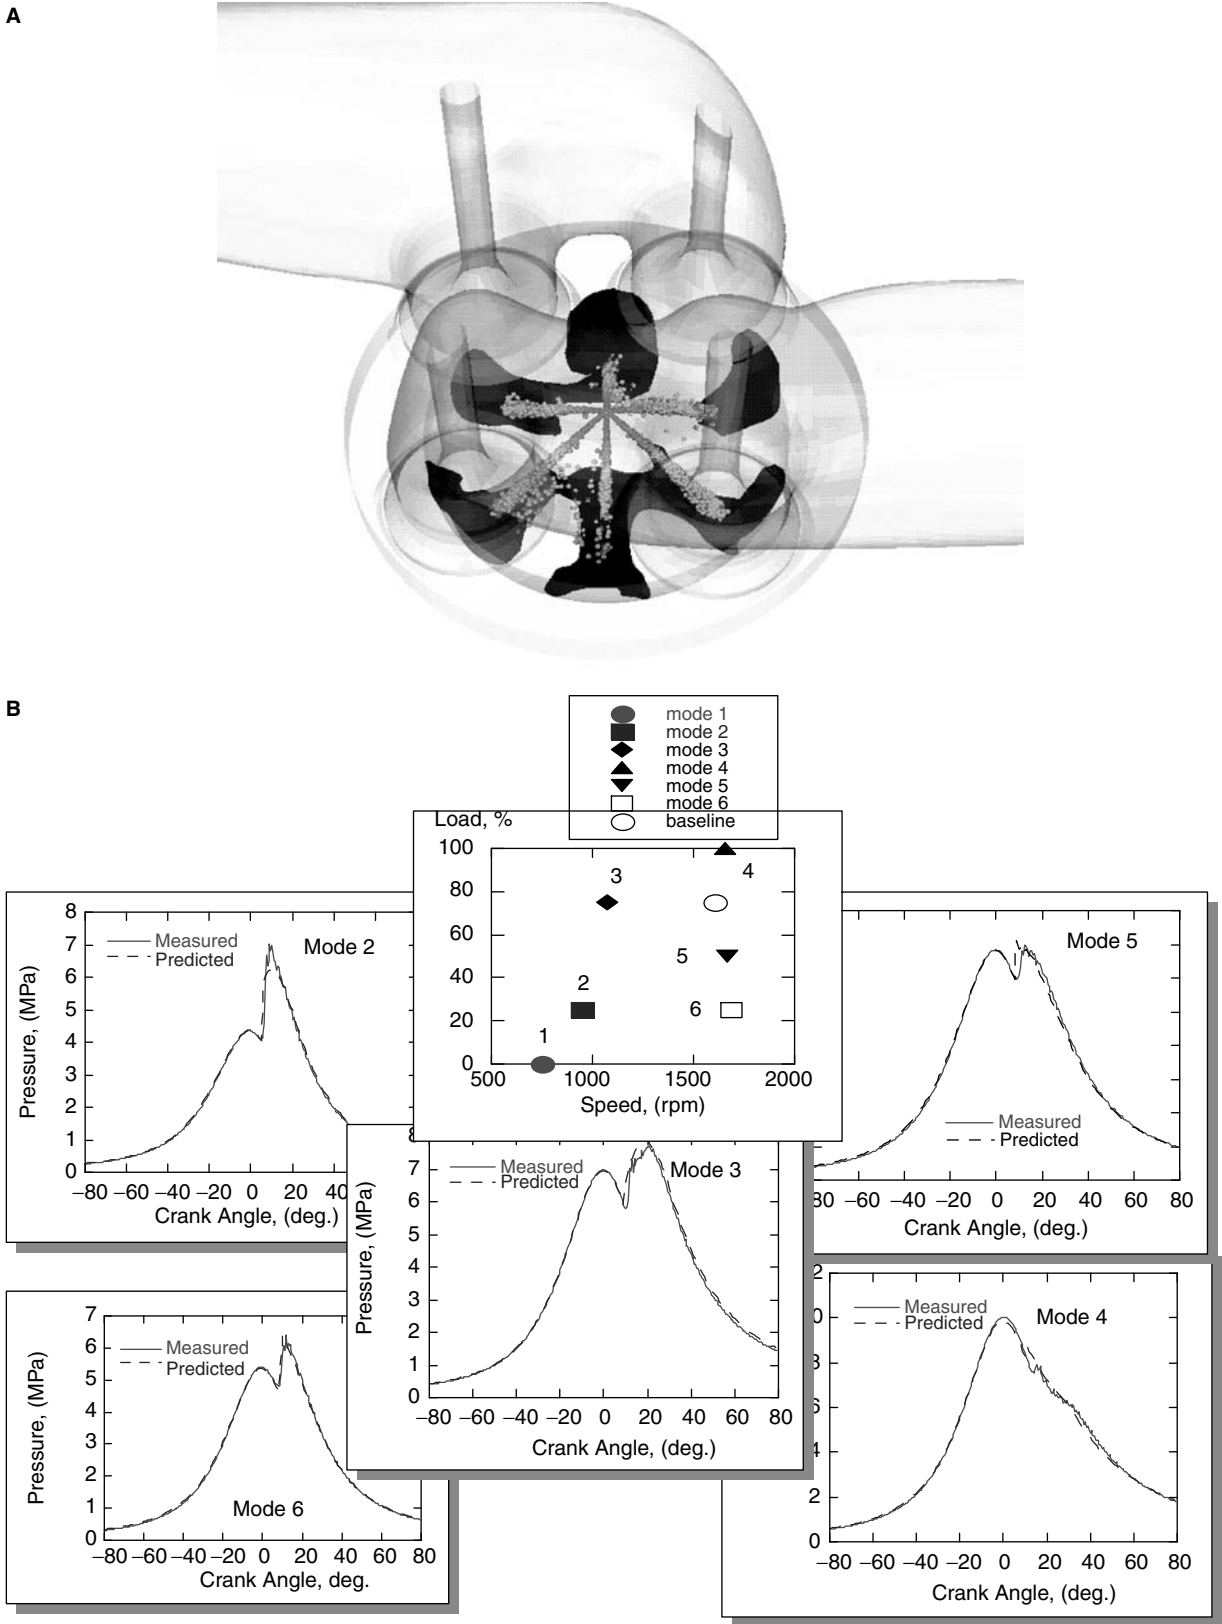 A
B
mode 1
mode 2
mode 3
mode 4
mode 5
mode 6
baseline
Load, %
100
80
60
40
20
0
500 1000 1500 2000
Speed, (rpm)
1
2
3
4
5
6
8
7
6
5
4
3
2
1
0
Pressure, (MPa)
Measured
Predicted
Mode 2
−80 −60 −40 −20 0 20 40
Crank Angle, (deg.)
Mode 5
Measured
Predicted
80 −60 −40 −20 0 20 40 60 80
Crank Angle, (deg.)
7
6
5
4
3
2
1
0
Pressure, (MPa)
Measured
Predicted
Mode 3
−80 −60 −40 −20 0 20 40 60 80
Crank Angle, (deg.)
7
6
5
4
3
2
1
0
Pressure, (MPa)
Measured
Predicted
Mode 6
−80 −60 −40 −20 0 20 40 60 80
Crank Angle, deg.
2
0
8
6
4
2
0
Measured
Predicted
Mode 4
−80 −60 −40 −20 0 20 40 60 80
Crank Angle, (deg.)